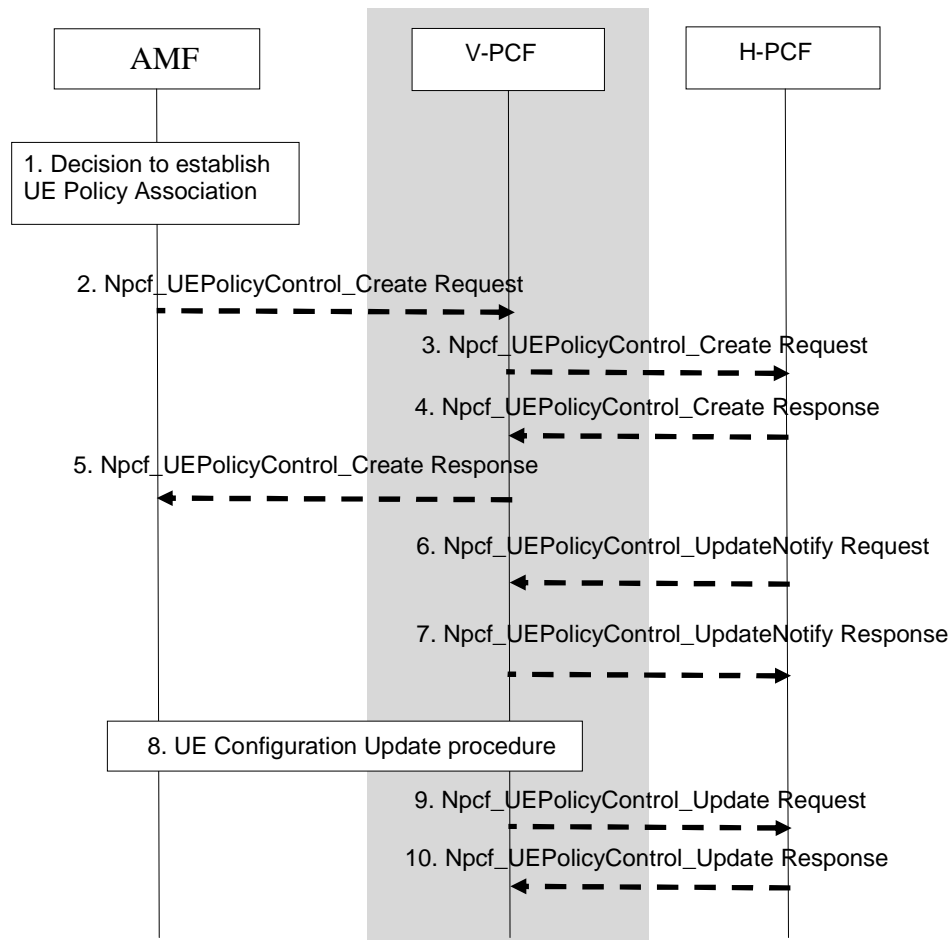 AMF
V-PCF
H-PCF
1. Decision to establish
UE Policy Association
2. Npcf_UEPolicyControl_Create Request
3. Npcf_UEPolicyControl_Create Request
4. Npcf_UEPolicyControl_Create Response
5. Npcf_UEPolicyControl_Create Response
6. Npcf_UEPolicyControl_UpdateNotify Request
7. Npcf_UEPolicyControl_UpdateNotify Response
8. UE Configuration Update procedure
9. Npcf_UEPolicyControl_Update Request
10. Npcf_UEPolicyControl_Update Response